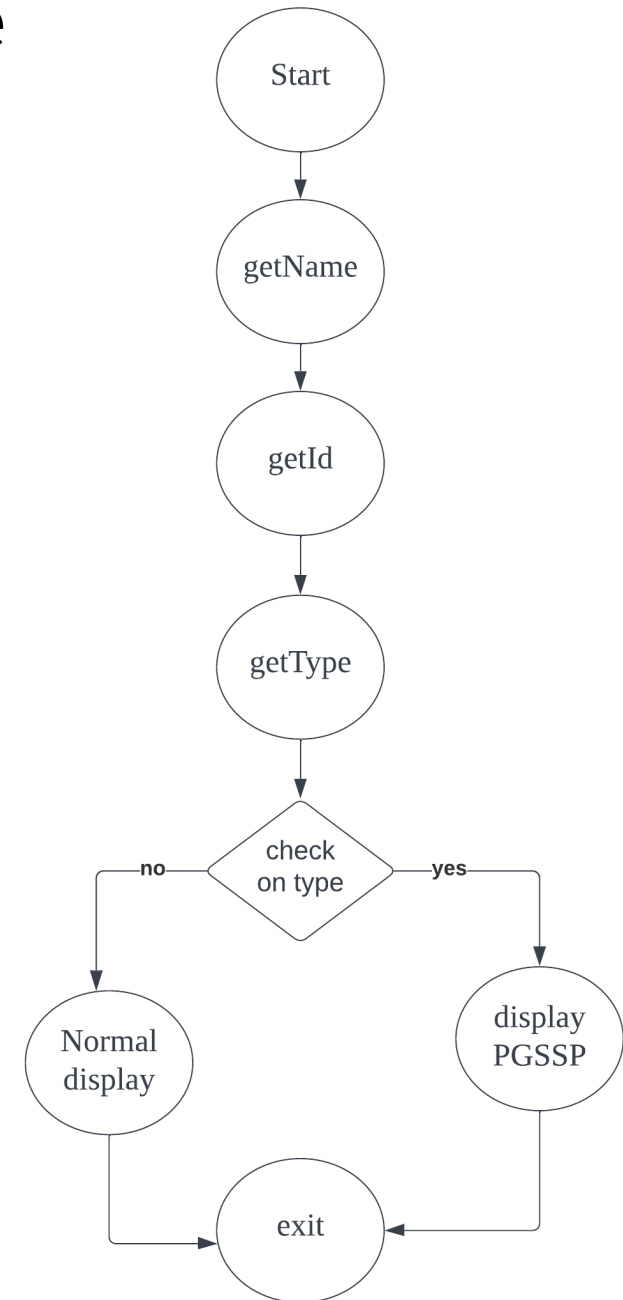 e
Start
getName
getId
getType
check
on type
no
yes
Normal
display
display
PGSSP
exit